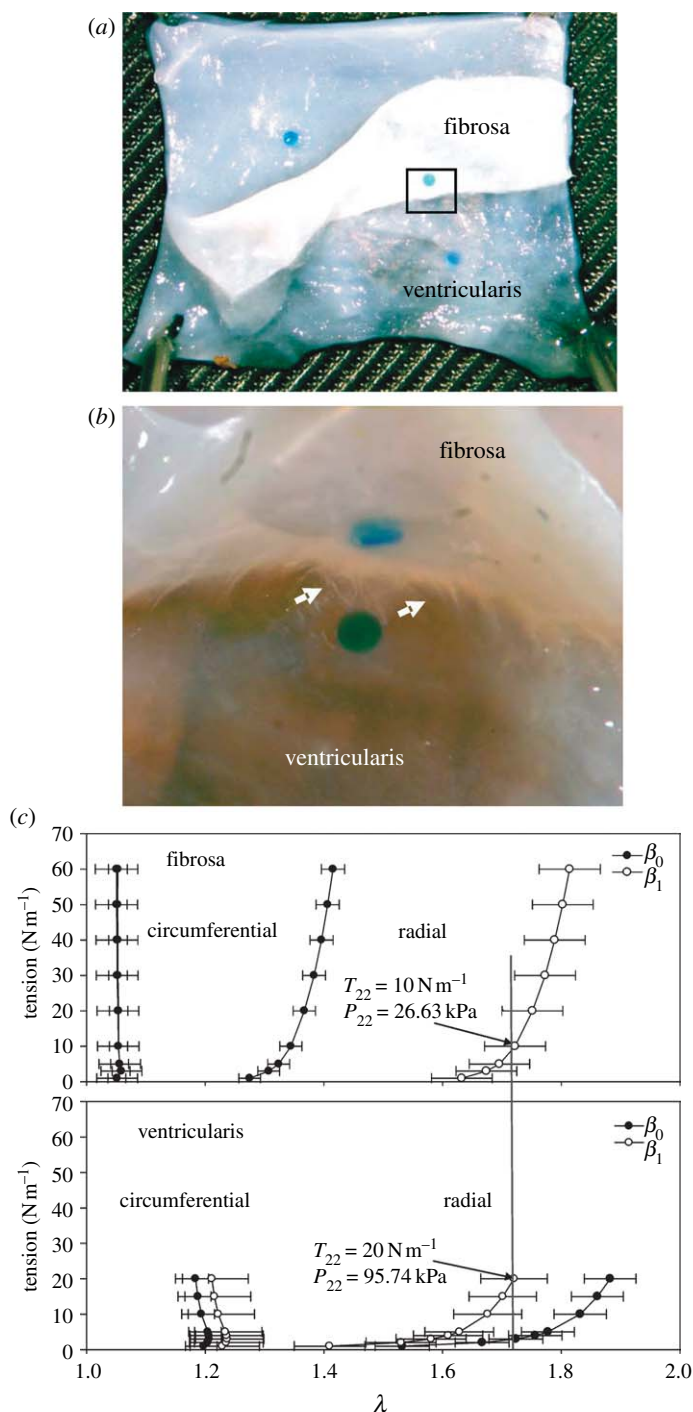 (a)
fibrosa
ventricularis
(b)
fibrosa
ventricularis
(c)
70
60
50
40
30
20
10
0
tension (N m⁻¹)
fibrosa
circumferential
radial
β₀
β₁
T₂₂ = 10 N m⁻¹
P₂₂ = 26.63 kPa
70
60
50
40
30
20
10
0
tension (N m⁻¹)
ventricularis
circumferential
radial
β₀
β₁
T₂₂ = 20 N m⁻¹
P₂₂ = 95.74 kPa
1.0 1.2 1.4 1.6 1.8 2.0
λ